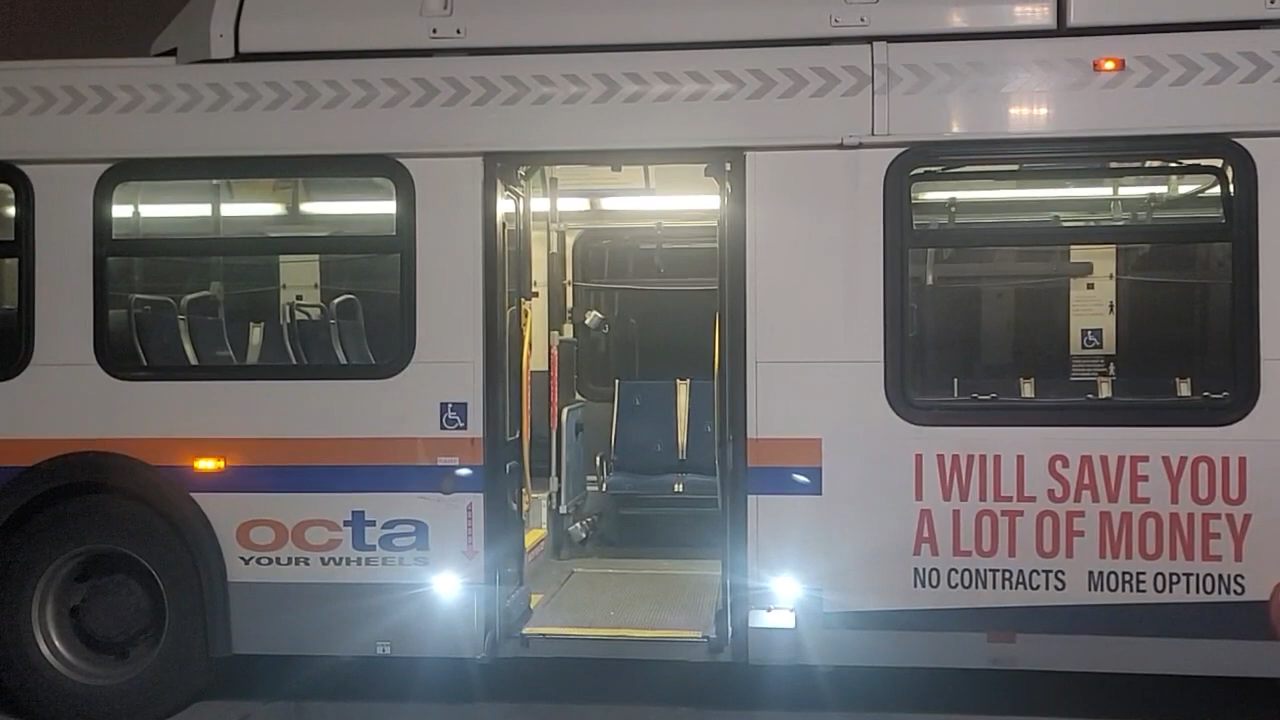 octa
YOUR WHEELS
I WILL SAVE YOU
A LOT OF MONEY
NO CONTRACTS MORE OPTIONS